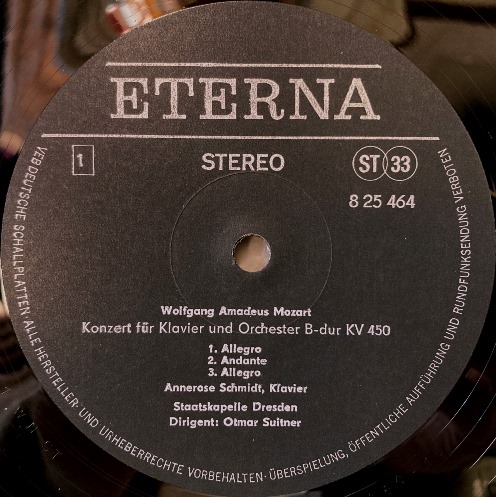 ETERNA
1 STEREO ST 33
8 25 464
Wolfgang Amadeus Mozart
Konzert für Klavier und Orchester B-dur KV 450
1. Allegro
2. Andante
3. Allegro
Annerose Schmidt, Klavier
Staatskapelle Dresden
Dirigent: Otmar Suitner
VEB DEUTSCHE SCHALLPLATTEN · ALLE HERSTELLER- UND URHEBERRECHTE VORBEHALTEN · ÜBERSPIELUNG, ÖFFENTLICHE AUFFÜHRUNG UND RUNDFUNKSENDUNG VERBOTEN